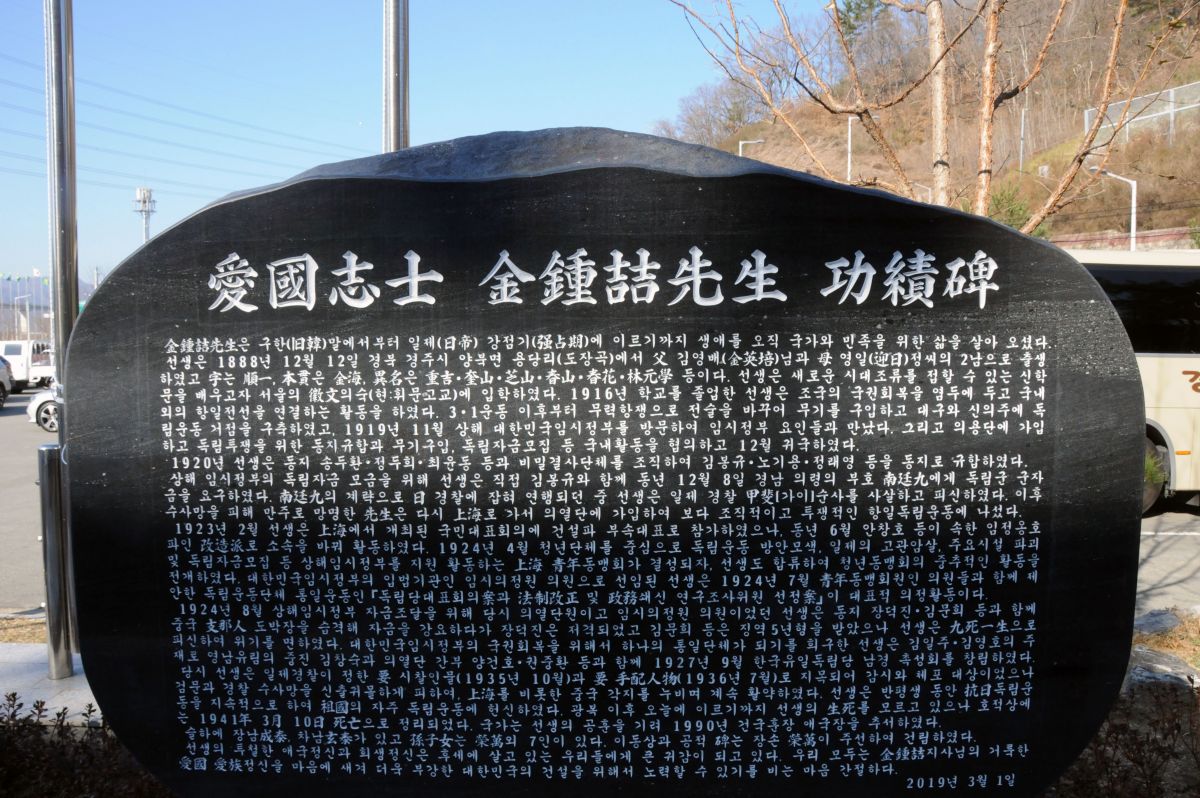 愛國志士 金鍾喆先生 功績碑
金鍾喆先生은 구한(旧韓)말에서부터 일제(日帝) 강점기(强占期)에 이르기까지 생애를 오직 국가와 민족을 위한 삶을 살아 오셨다.
선생은 1888년 12월 12일 경북 경주시 양북면 용당리(도장곡)에서 父 김영배(金英培)님과 母 영일(迎日)정씨의 2남으로 출생
하였고 字는 順一, 本貫은 金海, 異名은 重吉·奎山·芝山·春山·春花·林元學 등이다. 선생은 새로운 시대조류를 접할 수 있는 신학
문을 배우고자 서울의 徽文의숙(현:휘문고교)에 입학하였다. 1916년 학교를 졸업한 선생은 조국의 국권회복을 염두에 두고 국내
외의 항일전선을 연결하는 활동을 하였다. 3·1운동 이후부터 무력항쟁으로 전술을 바꾸어 무기를 구입하고 대구와 신의주에 독
립운동 거점을 구축하였고, 1919년 11월 상해 대한민국임시정부를 방문하여 임시정부 요인들과 만났다. 그리고 의용단에 가입
하고 독립투쟁을 위한 동지규합과 무기구입, 독립자금모집 등 국내활동을 협의하고 12월 귀국하였다.
1920년 선생은 동지 송두환·정두희·최윤동 등과 비밀결사단체를 조직하여 김봉규·노기용·정래영 등을 동지로 규합하였다.
상해 임시정부의 독립자금 모금을 위해 선생은 직접 김봉규와 함께 동년 12월 8일 경남 의령의 부호 南廷九에게 독립군 군자
금을 요구하였다. 南廷九의 계략으로 日 경찰에 잡혀 연행되던 중 선생은 일제 경찰 甲斐[가이]순사를 사살하고 피신하였다. 이후
수사망을 피해 만주로 망명한 先生은 다시 上海로 가서 의열단에 가입하여 보다 조직적이고 투쟁적인 항일독립운동에 나섰다.
1923년 2월 선생은 上海에서 개최된 국민대표회의에 건설파 부속대표로 참가하였으나, 동년 6월 안창호 등이 속한 임정옹호
파인 改造派로 소속을 바꿔 활동하였다. 1924년 4월 청년단체를 중심으로 독립운동 방안모색, 일제의 고관암살, 주요시설 파괴
및 독립자금모집 등 상해임시정부를 지원 활동하는 上海 青年동맹회가 결성되자, 선생도 합류하여 청년동맹회의 중추적인 활동을
전개하였다. 대한민국임시정부의 입법기관인 임시의정원 의원으로 선임된 선생은 1924년 7월 青年동맹회원인 의원들과 함께 제
안한 독립운동단체 통일운동인『독립당대표회의案과 法制改正 및 政務쇄신 연구조사위원 선정案』이 대표적 의정활동이다.
1924년 8월 상해임시정부 자금조달을 위해 당시 의열단원이고 임시의정원 의원이었던 선생은 동지 장덕진·김문희 등과 함께
중국 支那人 도박장을 습격해 자금을 강요하다가 장덕진은 저격되었고 김문희 등은 징역5년형을 받았으나 선생은 九死一生으로
피신하여 위기를 면하였다. 대한민국임시정부의 국권회복을 위해서 하나의 통일단체가 되기를 희구한 선생은 김일주·김영호의 주
재로 영남유림의 중진 김창수와 의열단 간부 양건호·권준환 등과 함께 1927년 9월 한국유일독립당 남경 촉성회를 창립하였다.
당시 선생은 일제경찰이 정한 要 시찰인물(1935년 10월)과 要 手配人物(1936년 7월)로 지목되어 감시와 체포 대상이었으나
검문과 경찰 수사망을 신출귀몰하게 피하여, 上海를 비롯한 중국 각지를 누비며 계속 활약하였다. 선생은 반평생 동안 抗日독립운
동을 지속적으로 하여 祖國의 자주 독립운동에 헌신하였다. 광복 이후 오늘에 이르기까지 선생의 生死를 모르고 있으나 호적상에
는 1941年 3月 10日 死亡으로 정리되었다. 국가는 선생의 공훈을 기려 1990년 건국훈장 애국장을 추서하였다.
슬하에 장남成泰, 차남玄泰가 있고 孫子女는 榮萬외 7인이 있다. 이동상과 공적 碑는 장손 榮萬이 주선하여 건립하였다.
선생의 투철한 애국정신과 희생정신은 후세에 살고 있는 우리들에게 큰 귀감이 되고 있다. 우리 모두는 金鍾喆지사님의 거룩한
愛國 愛族정신을 마음에 새겨 더욱 부강한 대한민국의 건설을 위해서 노력할 수 있기를 비는 마음 간절하다.
2019년 3월 1일